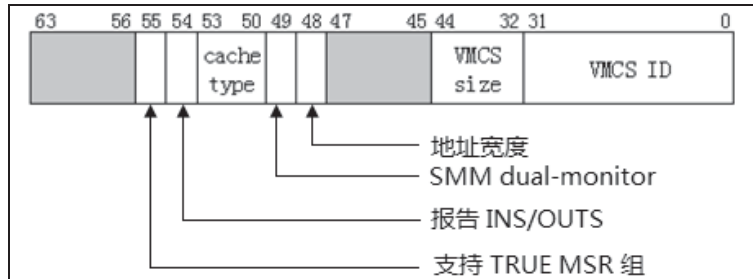 63 56 55 54 53 50 49 48 47 45 44 32 31 0
cache VMCS VMCS ID
type size
地址宽度
SMM dual-monitor
报告 INS/OUTS
支持 TRUE MSR 组